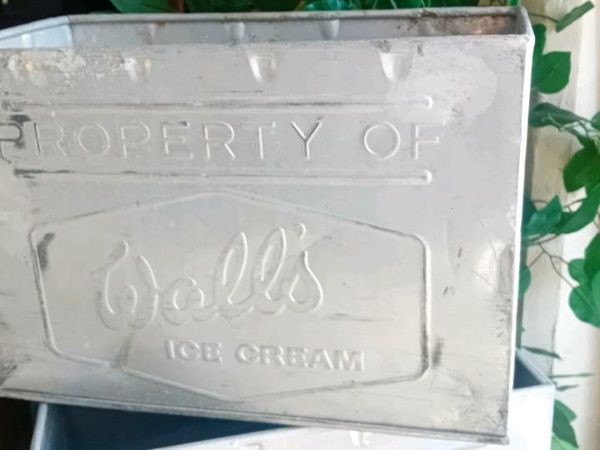 PROPERTY OF
Wall's
ICE CREAM